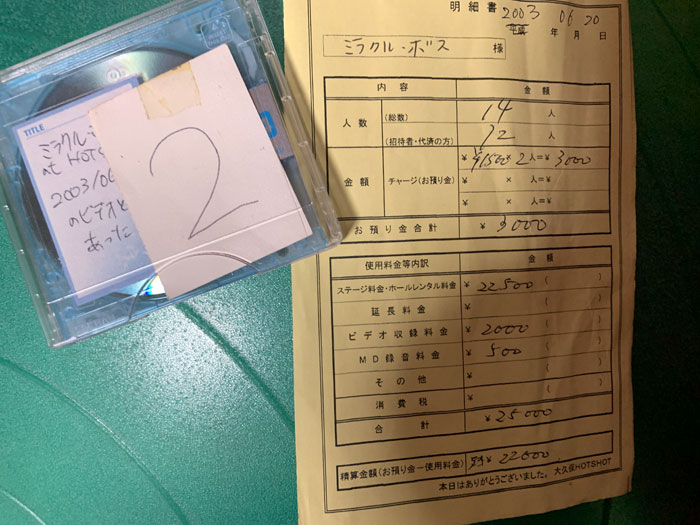 TITLE
ミラクル
at HOTS
2003/06
のビデオと
あった
2
明細書 2003 06 20
平成 年 月 日
ミラクル・ボス 様
内容 金額
人数 (総数) 14 人
(招待者・代済の方) 12 人
金額 チャージ(お預り金) ¥ 1500 × 2人=¥ 3000
¥ × 人=¥
¥ × 人=¥
お預り金合計 ¥ 3000
使用料金等内訳 金額
ステージ料金・ホールレンタル料金 ¥ 22500 ( )
延長料金 ¥ ( )
ビデオ収録料金 ¥ 2000 ( )
MD録音料金 ¥ 500 ( )
その他 ¥ ( )
消費税 ¥ ( )
合計 ¥ 25000
積算金額(お預り金ー使用料金) ¥ 22000
本日はありがとうございました。大久保HOTSHOT